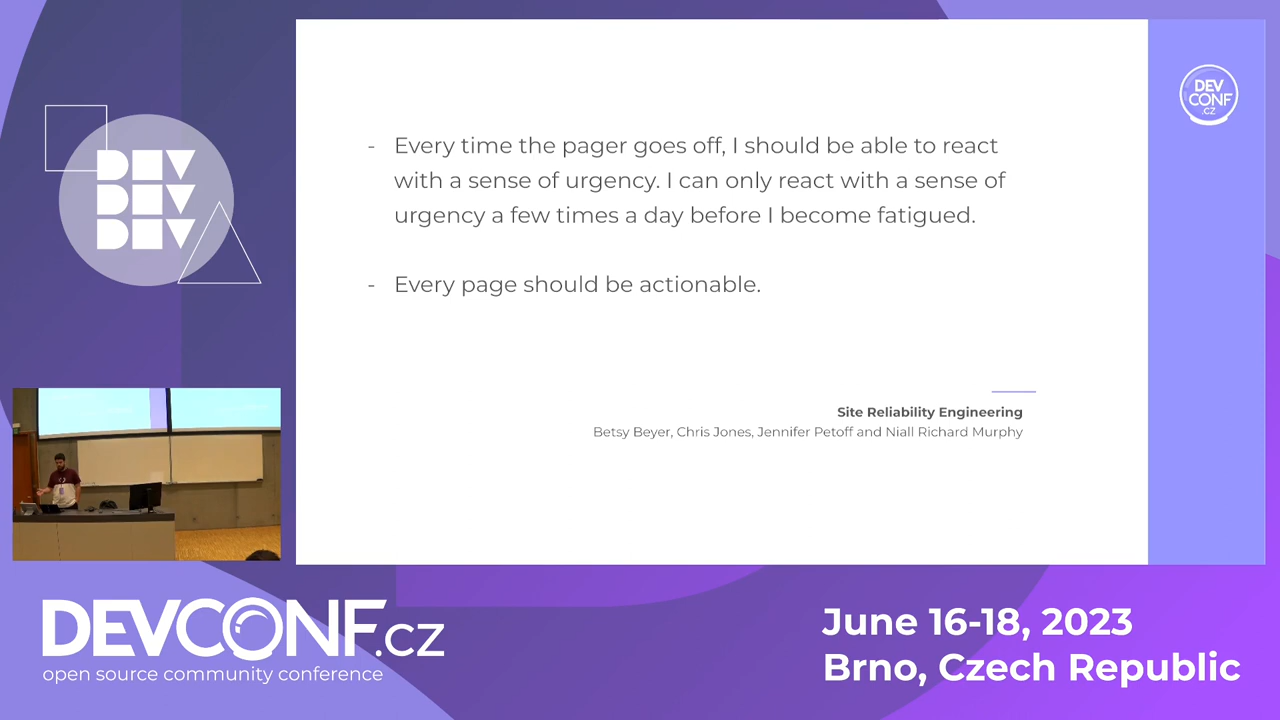 DEV
DEV
DEV
- Every time the pager goes off, I should be able to react
with a sense of urgency. I can only react with a sense of
urgency a few times a day before I become fatigued.
- Every page should be actionable.
Site Reliability Engineering
Betsy Beyer, Chris Jones, Jennifer Petoff and Niall Richard Murphy
DEV
CONF
.CZ
DEVCONF.cz
open source community conference
June 16-18, 2023
Brno, Czech Republic